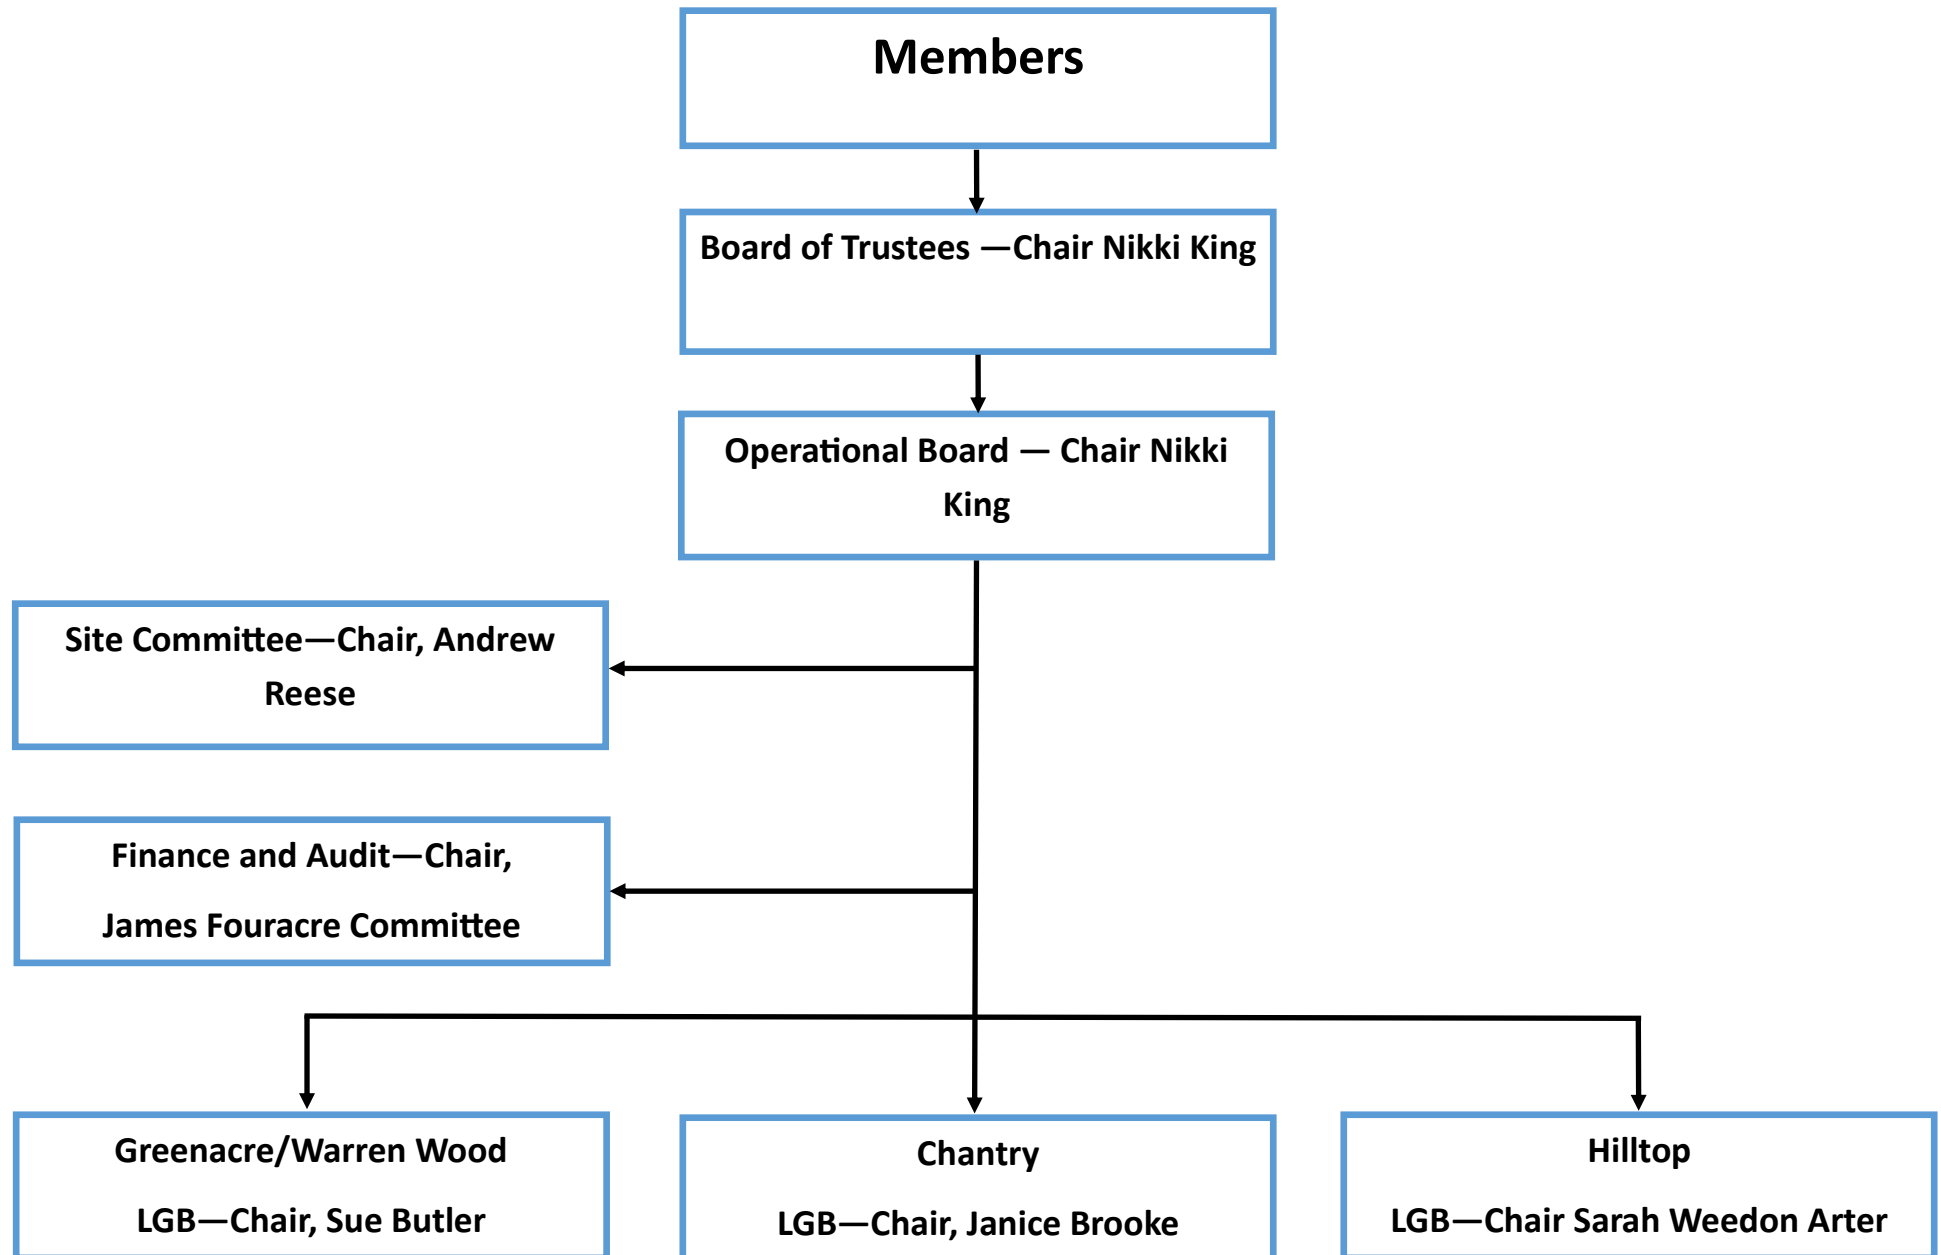 Members
Board of Trustees —Chair Nikki King
Operational Board — Chair Nikki
King
Site Committee—Chair, Andrew
Reese
Finance and Audit—Chair,
James Fouracre Committee
Greenacre/Warren Wood
LGB—Chair, Sue Butler
Chantry
LGB—Chair, Janice Brooke
Hilltop
LGB—Chair Sarah Weedon Arter